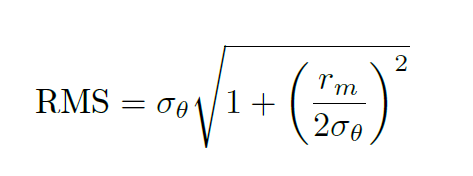 RMS = σ_θ √(1 + (r_m / 2σ_θ)^2)